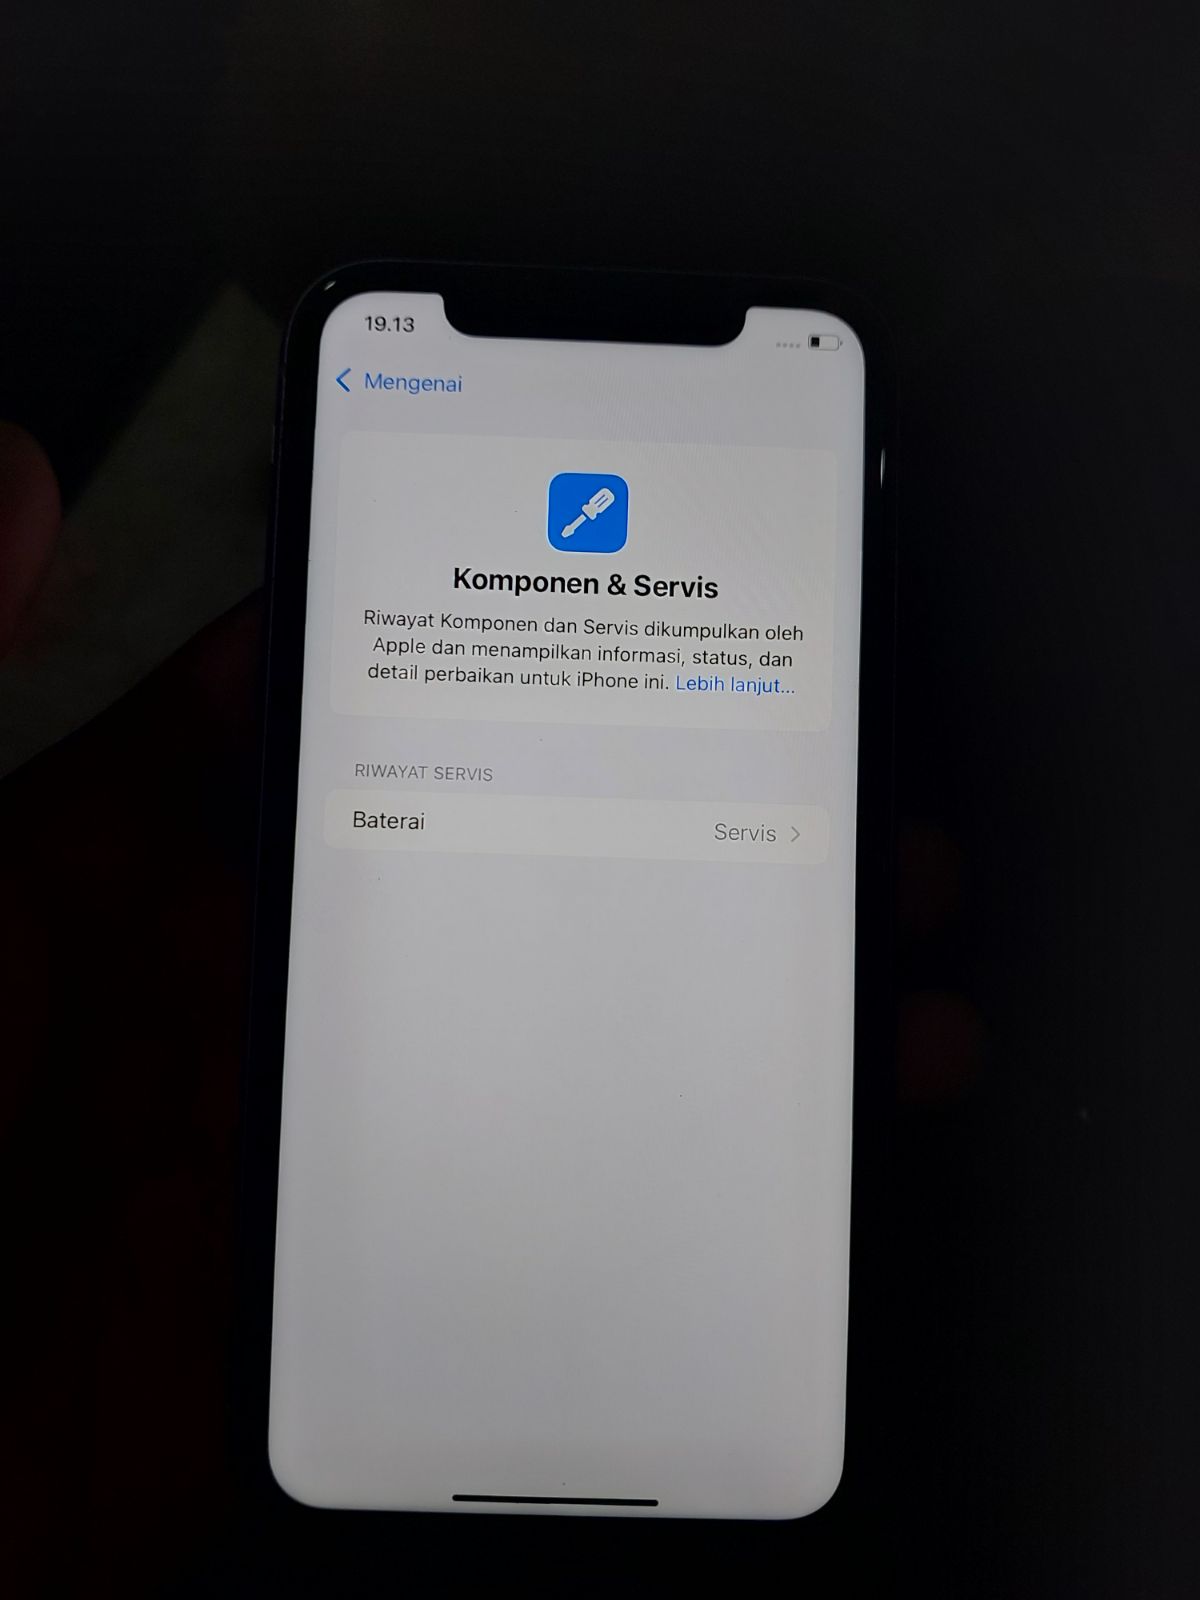 19.13
Mengenai
Komponen & Servis
Riwayat Komponen dan Servis dikumpulkan oleh
Apple dan menampilkan informasi, status, dan
detail perbaikan untuk iPhone ini. Lebih lanjut...
RIWAYAT SERVIS
Baterai Servis